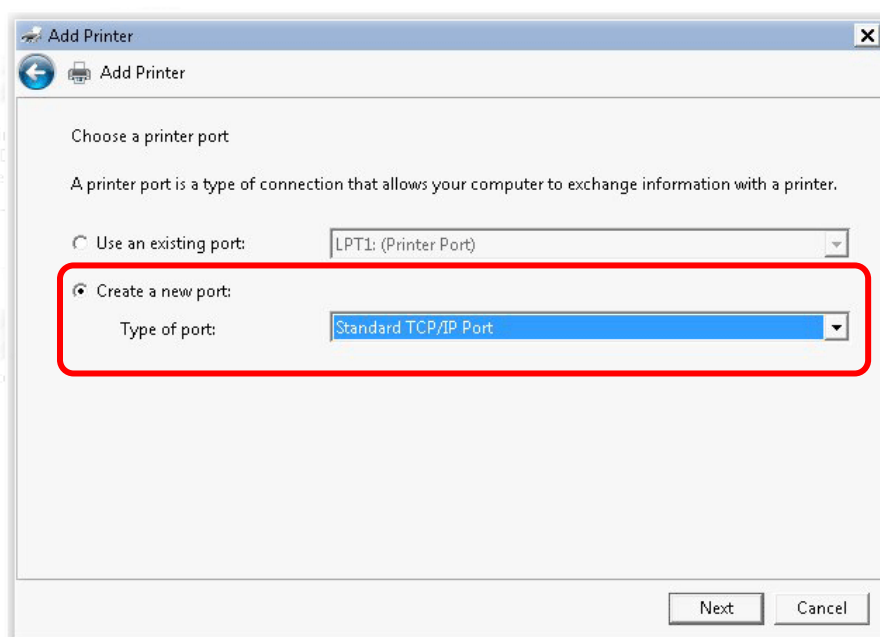 Add Printer
Add Printer
Choose a printer port
A printer port is a type of connection that allows your computer to exchange information with a printer.
Use an existing port: LPT1: (Printer Port)
Create a new port:
Type of port: Standard TCP/IP Port
Next Cancel